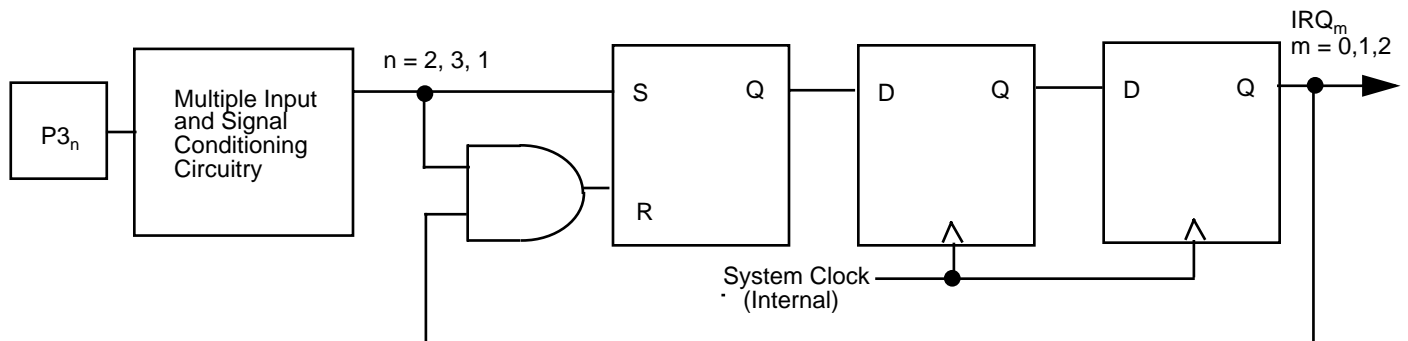 IRQm
n = 2, 3, 1
m = 0,1,2
P3n
Multiple Input
and Signal
Conditioning
Circuitry
S
Q
D
Q
D
Q
R
System Clock
(Internal)